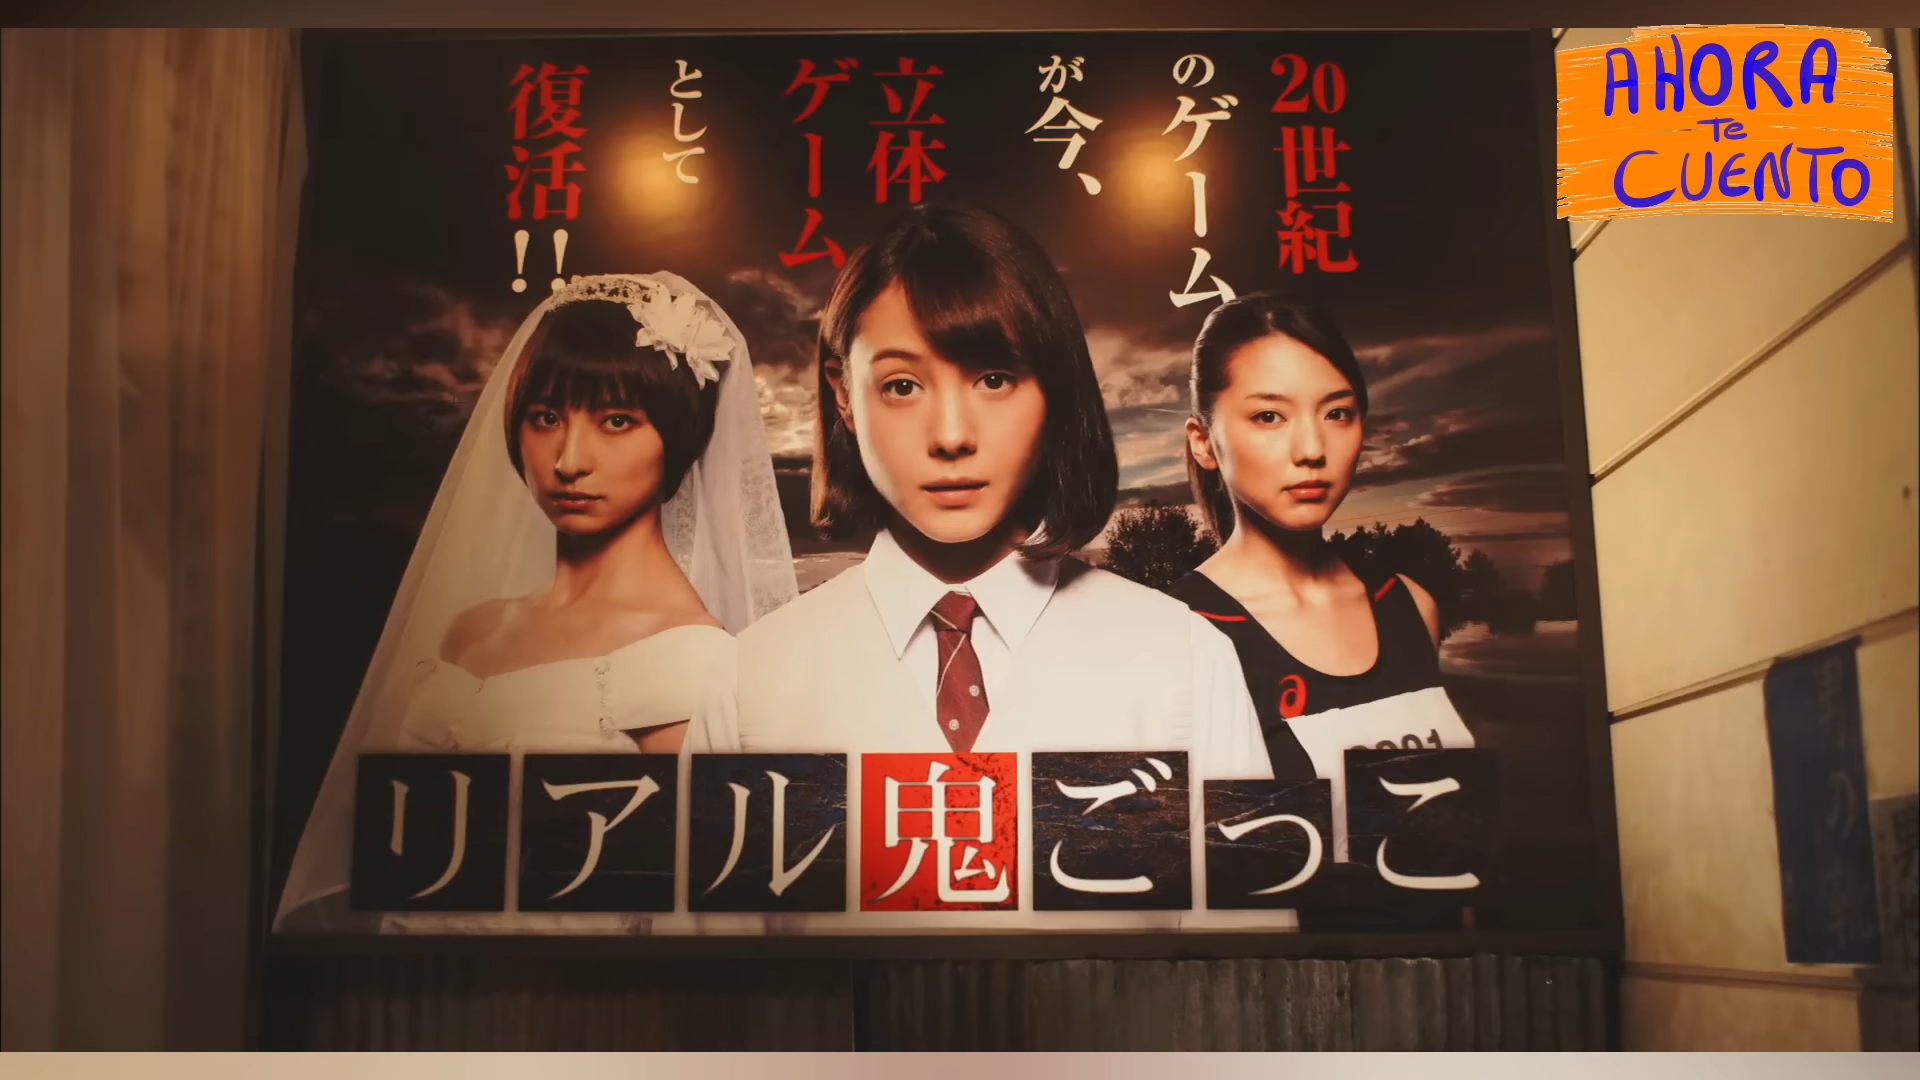 20世紀
のゲーム
が今、
立体
ゲーム
として
復活!!
リアル鬼ごっこ
AHORA
Te
CUENTO